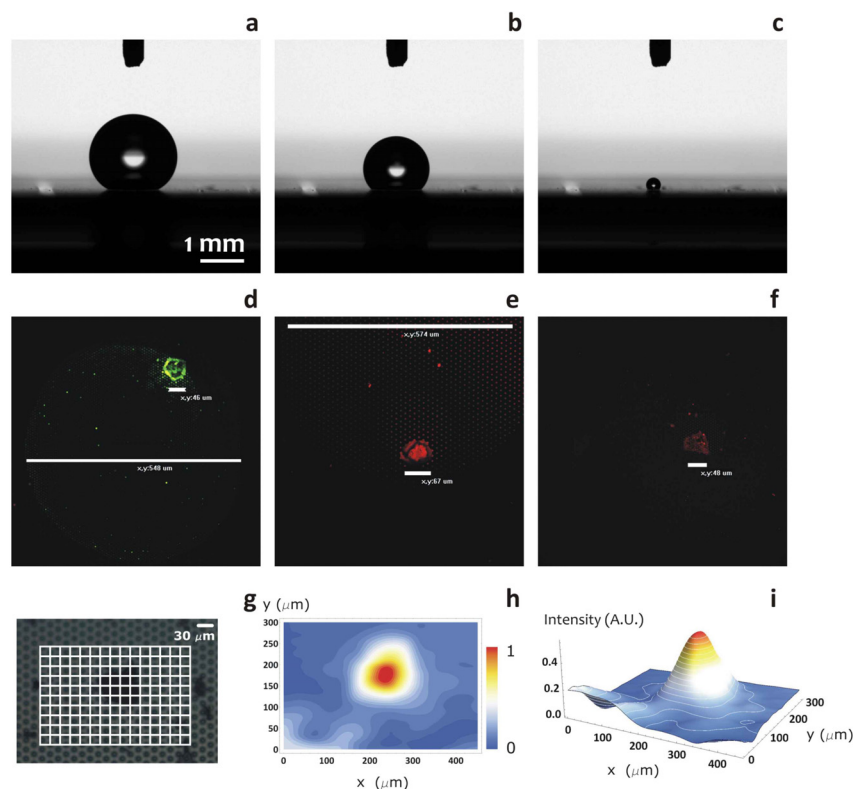 a
b
c
1 mm
d
e
f
x,y:574 um
x,y:46 um
x,y:548 um
x,y:67 um
x,y:48 um
g
h
i
30 μm
y (μm)
300
250
200
150
100
50
0
0
100
200
300
400
x (μm)
1
0
Intensity (A.U.)
0.4
0.2
0.0
0
100
200
300
400
x (μm)
0
100
200
300
y (μm)